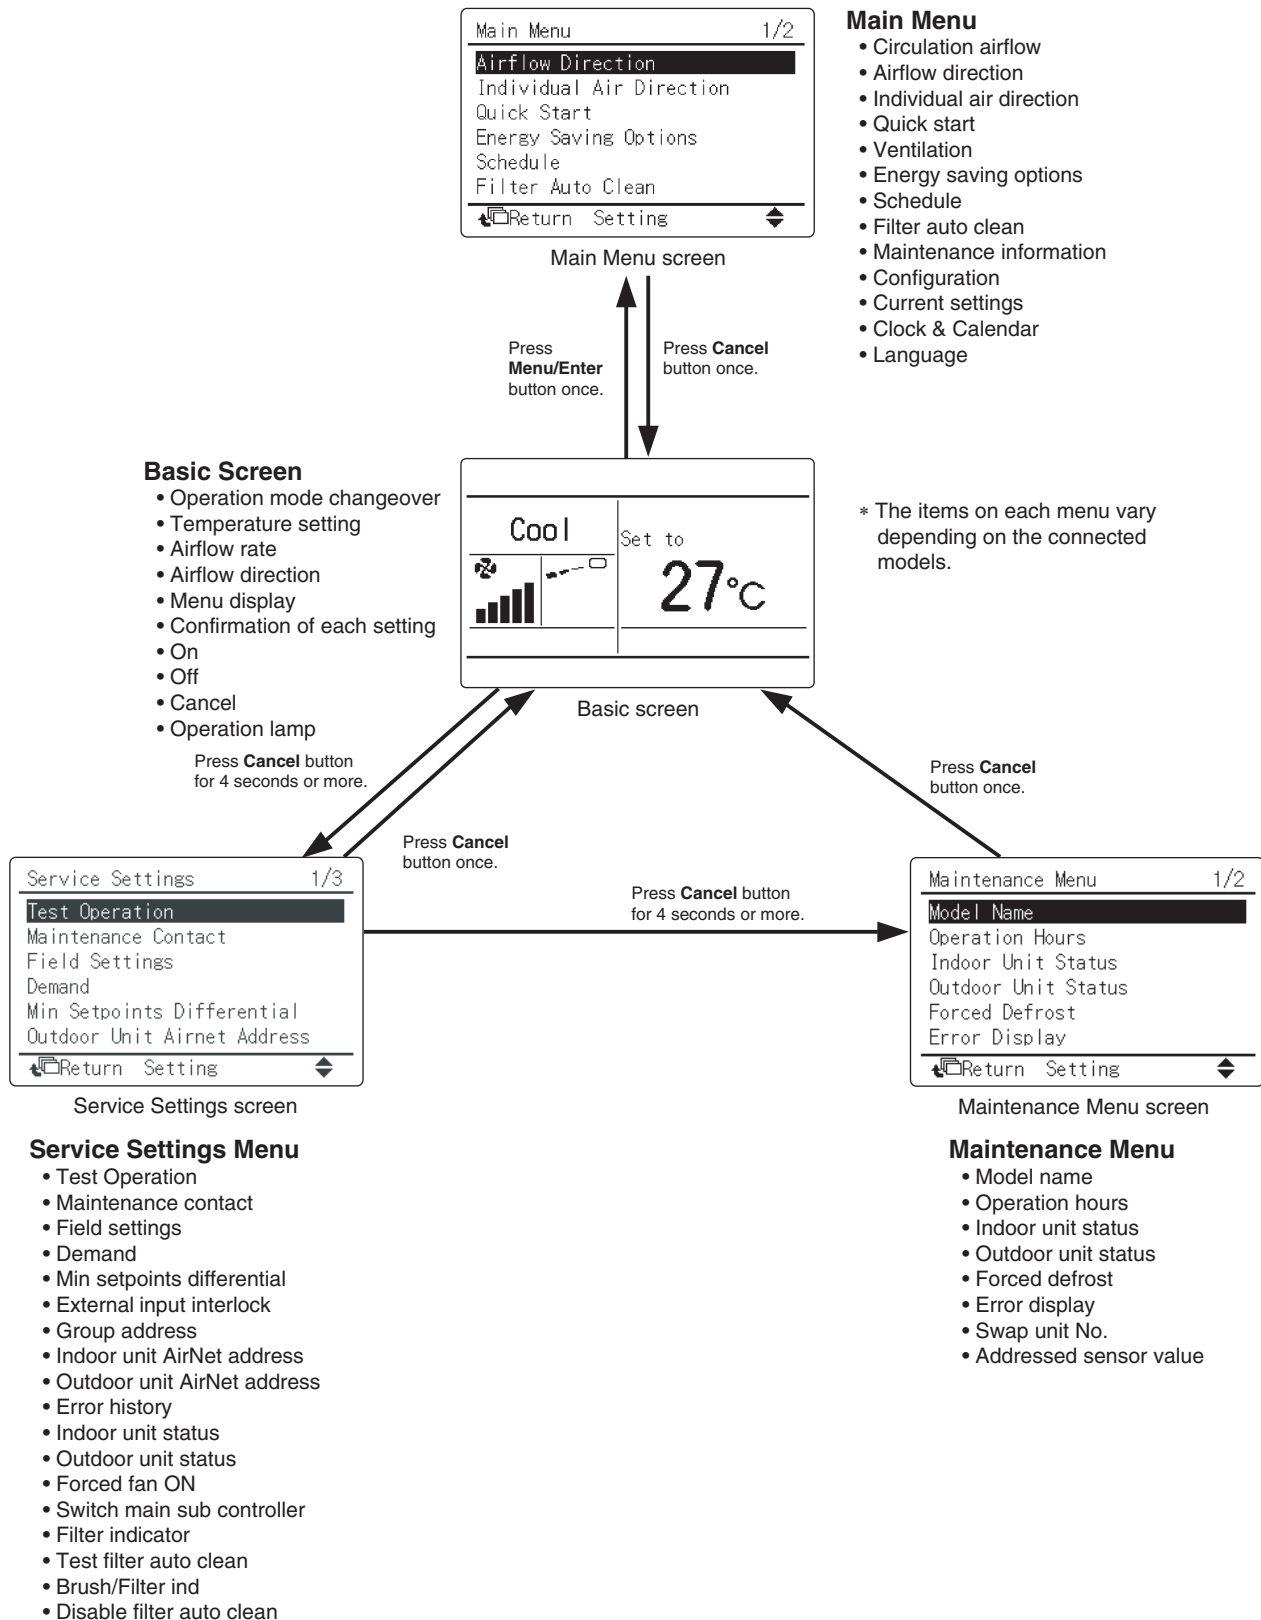 Main Menu 1/2
Airflow Direction
Individual Air Direction
Quick Start
Energy Saving Options
Schedule
Filter Auto Clean
Return Setting
Main Menu screen
Main Menu
• Circulation airflow
• Airflow direction
• Individual air direction
• Quick start
• Ventilation
• Energy saving options
• Schedule
• Filter auto clean
• Maintenance information
• Configuration
• Current settings
• Clock & Calendar
• Language
Press
Menu/Enter
button once.
Press Cancel
button once.
Basic Screen
• Operation mode changeover
• Temperature setting
• Airflow rate
• Airflow direction
• Menu display
• Confirmation of each setting
• On
• Off
• Cancel
• Operation lamp
Cool
Set to
27°C
Basic screen
* The items on each menu vary
depending on the connected
models.
Press Cancel button
for 4 seconds or more.
Press Cancel
button once.
Press Cancel
button once.
Press Cancel button
for 4 seconds or more.
Service Settings 1/3
Test Operation
Maintenance Contact
Field Settings
Demand
Min Setpoints Differential
Outdoor Unit Airnet Address
Return Setting
Service Settings screen
Maintenance Menu 1/2
Model Name
Operation Hours
Indoor Unit Status
Outdoor Unit Status
Forced Defrost
Error Display
Return Setting
Maintenance Menu screen
Service Settings Menu
• Test Operation
• Maintenance contact
• Field settings
• Demand
• Min setpoints differential
• External input interlock
• Group address
• Indoor unit AirNet address
• Outdoor unit AirNet address
• Error history
• Indoor unit status
• Outdoor unit status
• Forced fan ON
• Switch main sub controller
• Filter indicator
• Test filter auto clean
• Brush/Filter ind
• Disable filter auto clean
Maintenance Menu
• Model name
• Operation hours
• Indoor unit status
• Outdoor unit status
• Forced defrost
• Error display
• Swap unit No.
• Addressed sensor value